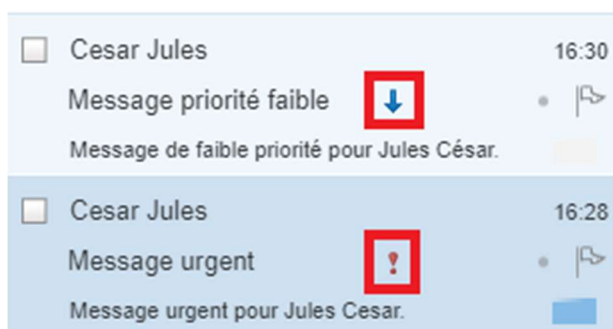 Cesar Jules 16:30
Message priorité faible
Message de faible priorité pour Jules César.
Cesar Jules 16:28
Message urgent
Message urgent pour Jules Cesar.